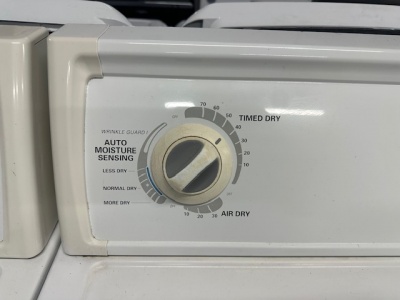 70
60
50
40
30
20
10
TIMED DRY
WRINKLE GUARD I
AUTO
MOISTURE
SENSING
LESS DRY
NORMAL DRY
MORE DRY
10
20
30
AIR DRY